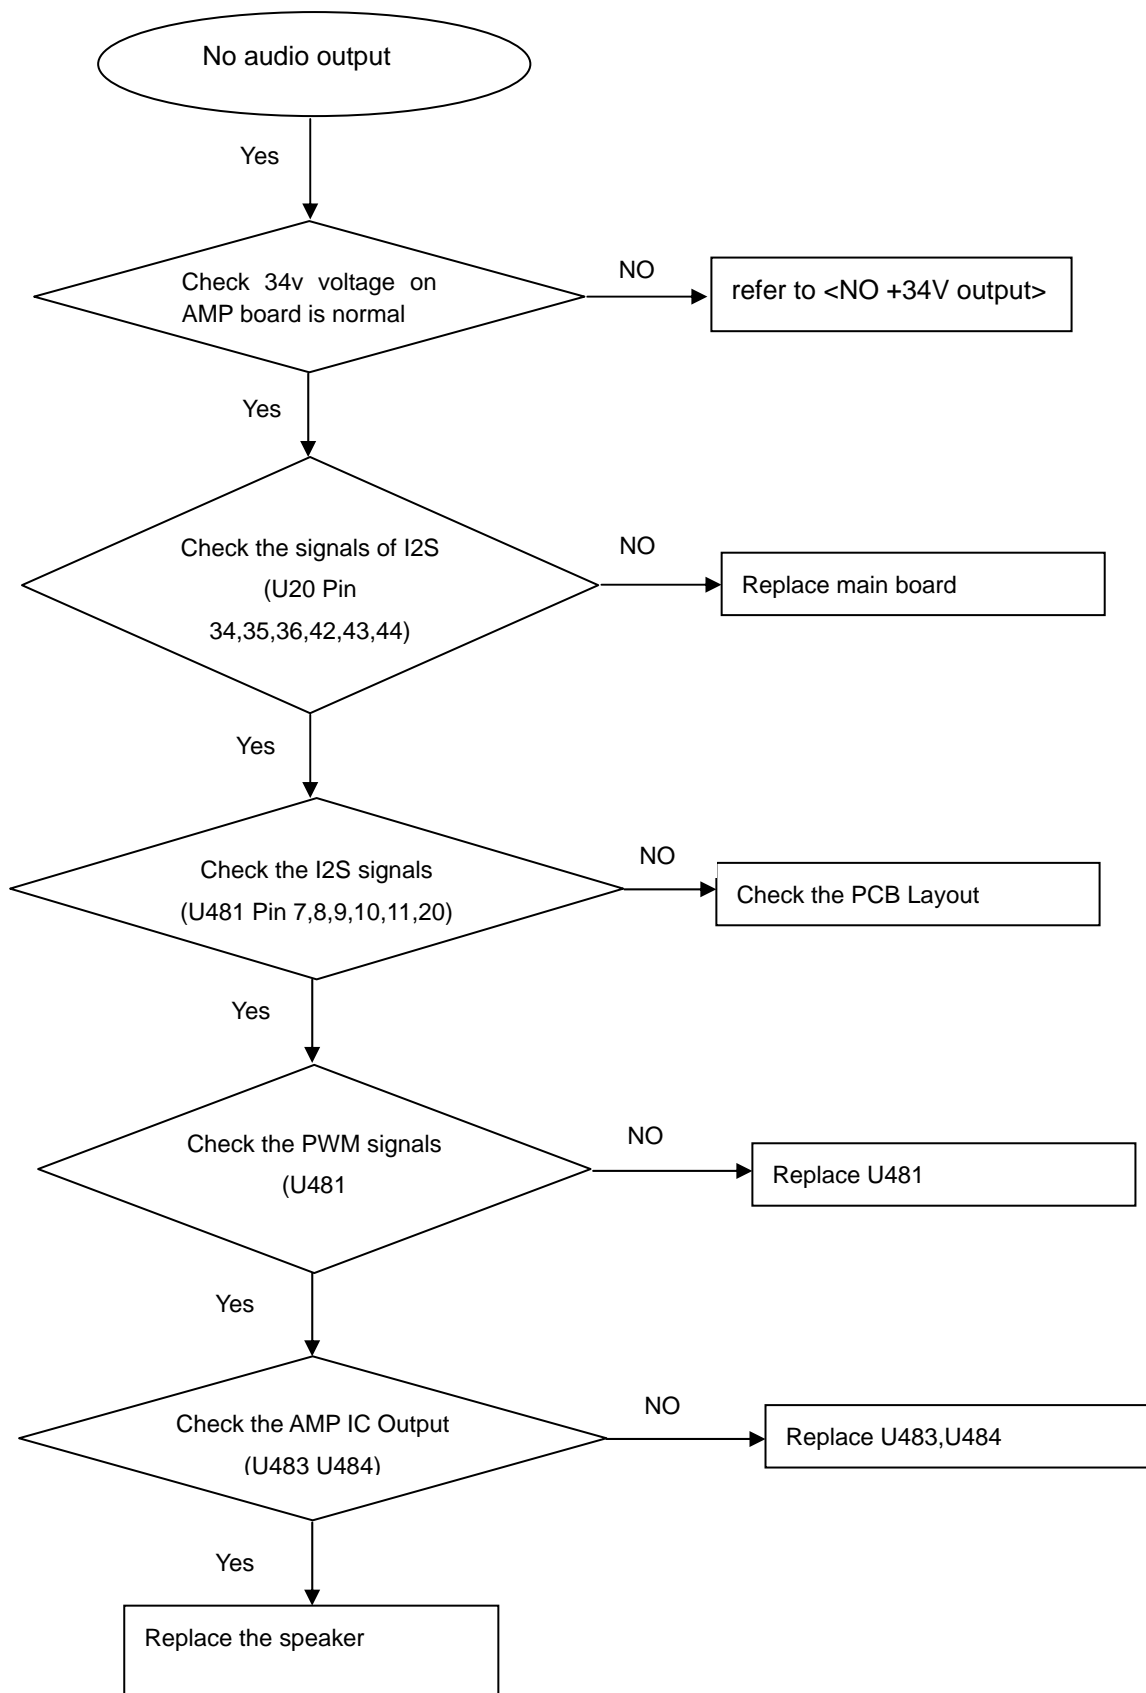 No audio output
Yes
Check 34v voltage on
AMP board is normal
NO
refer to <NO +34V output>
Yes
Check the signals of I2S
(U20 Pin
34,35,36,42,43,44)
NO
Replace main board
Yes
Check the I2S signals
(U481 Pin 7,8,9,10,11,20)
NO
Check the PCB Layout
Yes
Check the PWM signals
(U481
NO
Replace U481
Yes
Check the AMP IC Output
(U483 U484)
NO
Replace U483,U484
Yes
Replace the speaker